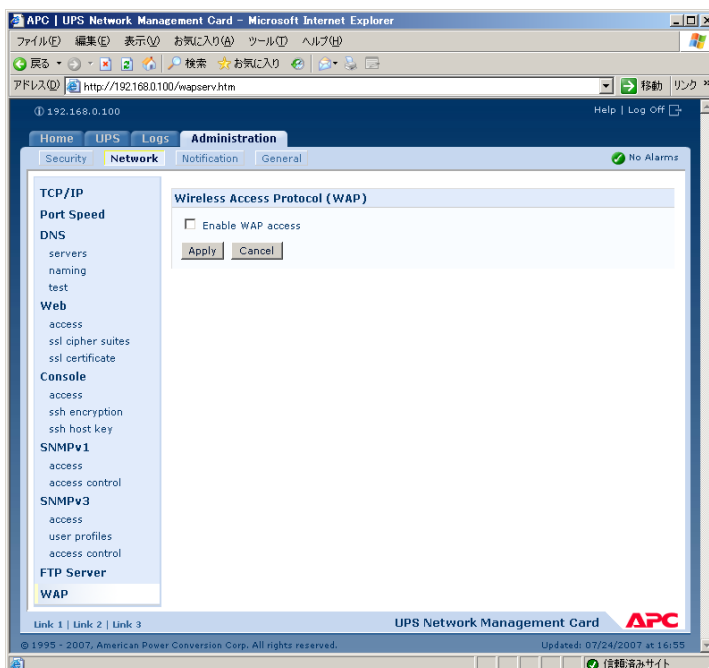 APC | UPS Network Management Card - Microsoft Internet Explorer
ファイル(F) 編集(E) 表示(V) お気に入り(A) ツール(T) ヘルプ(H)
戻る 検索 お気に入り
アドレス(D) http://192.168.0.100/wapserv.htm 移動 リンク »
192.168.0.100 Help | Log Off
Home UPS Logs Administration
Security Network Notification General No Alarms
TCP/IP
Port Speed
DNS
servers
naming
test
Web
access
ssl cipher suites
ssl certificate
Console
access
ssh encryption
ssh host key
SNMPv1
access
access control
SNMPv3
access
user profiles
access control
FTP Server
WAP
Wireless Access Protocol (WAP)
Enable WAP access
Apply Cancel
Link 1 | Link 2 | Link 3 UPS Network Management Card APC
© 1995 - 2007, American Power Conversion Corp. All rights reserved. Updated: 07/24/2007 at 16:55
信頼済みサイト